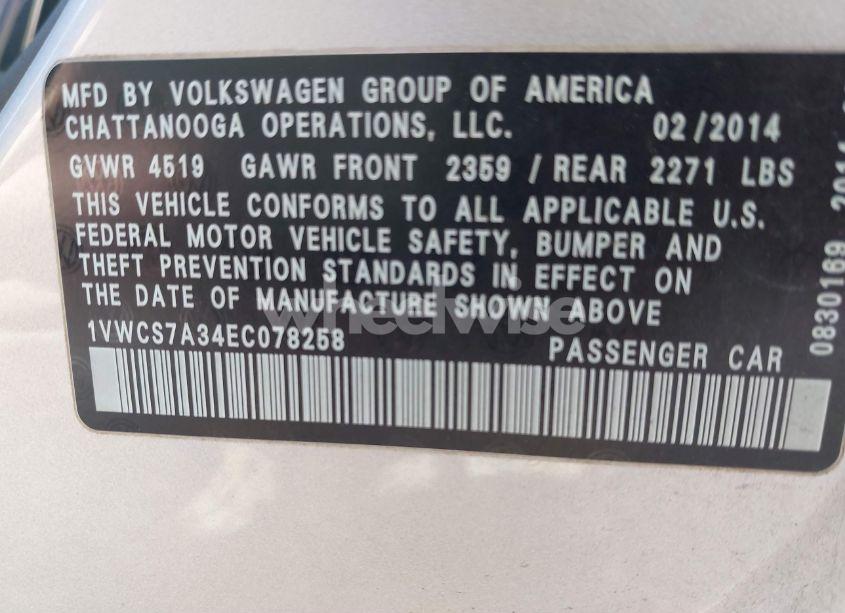 MFD BY VOLKSWAGEN GROUP OF AMERICA
CHATTANOOGA OPERATIONS, LLC. 02/2014
GVWR 4519 GAWR FRONT 2359 / REAR 2271 LBS
THIS VEHICLE CONFORMS TO ALL APPLICABLE U.S.
FEDERAL MOTOR VEHICLE SAFETY, BUMPER AND
THEFT PREVENTION STANDARDS IN EFFECT ON
THE DATE OF MANUFACTURE SHOWN ABOVE
1VWCS7A34EC078258 PASSENGER CAR
0830169 2014
wheelwise